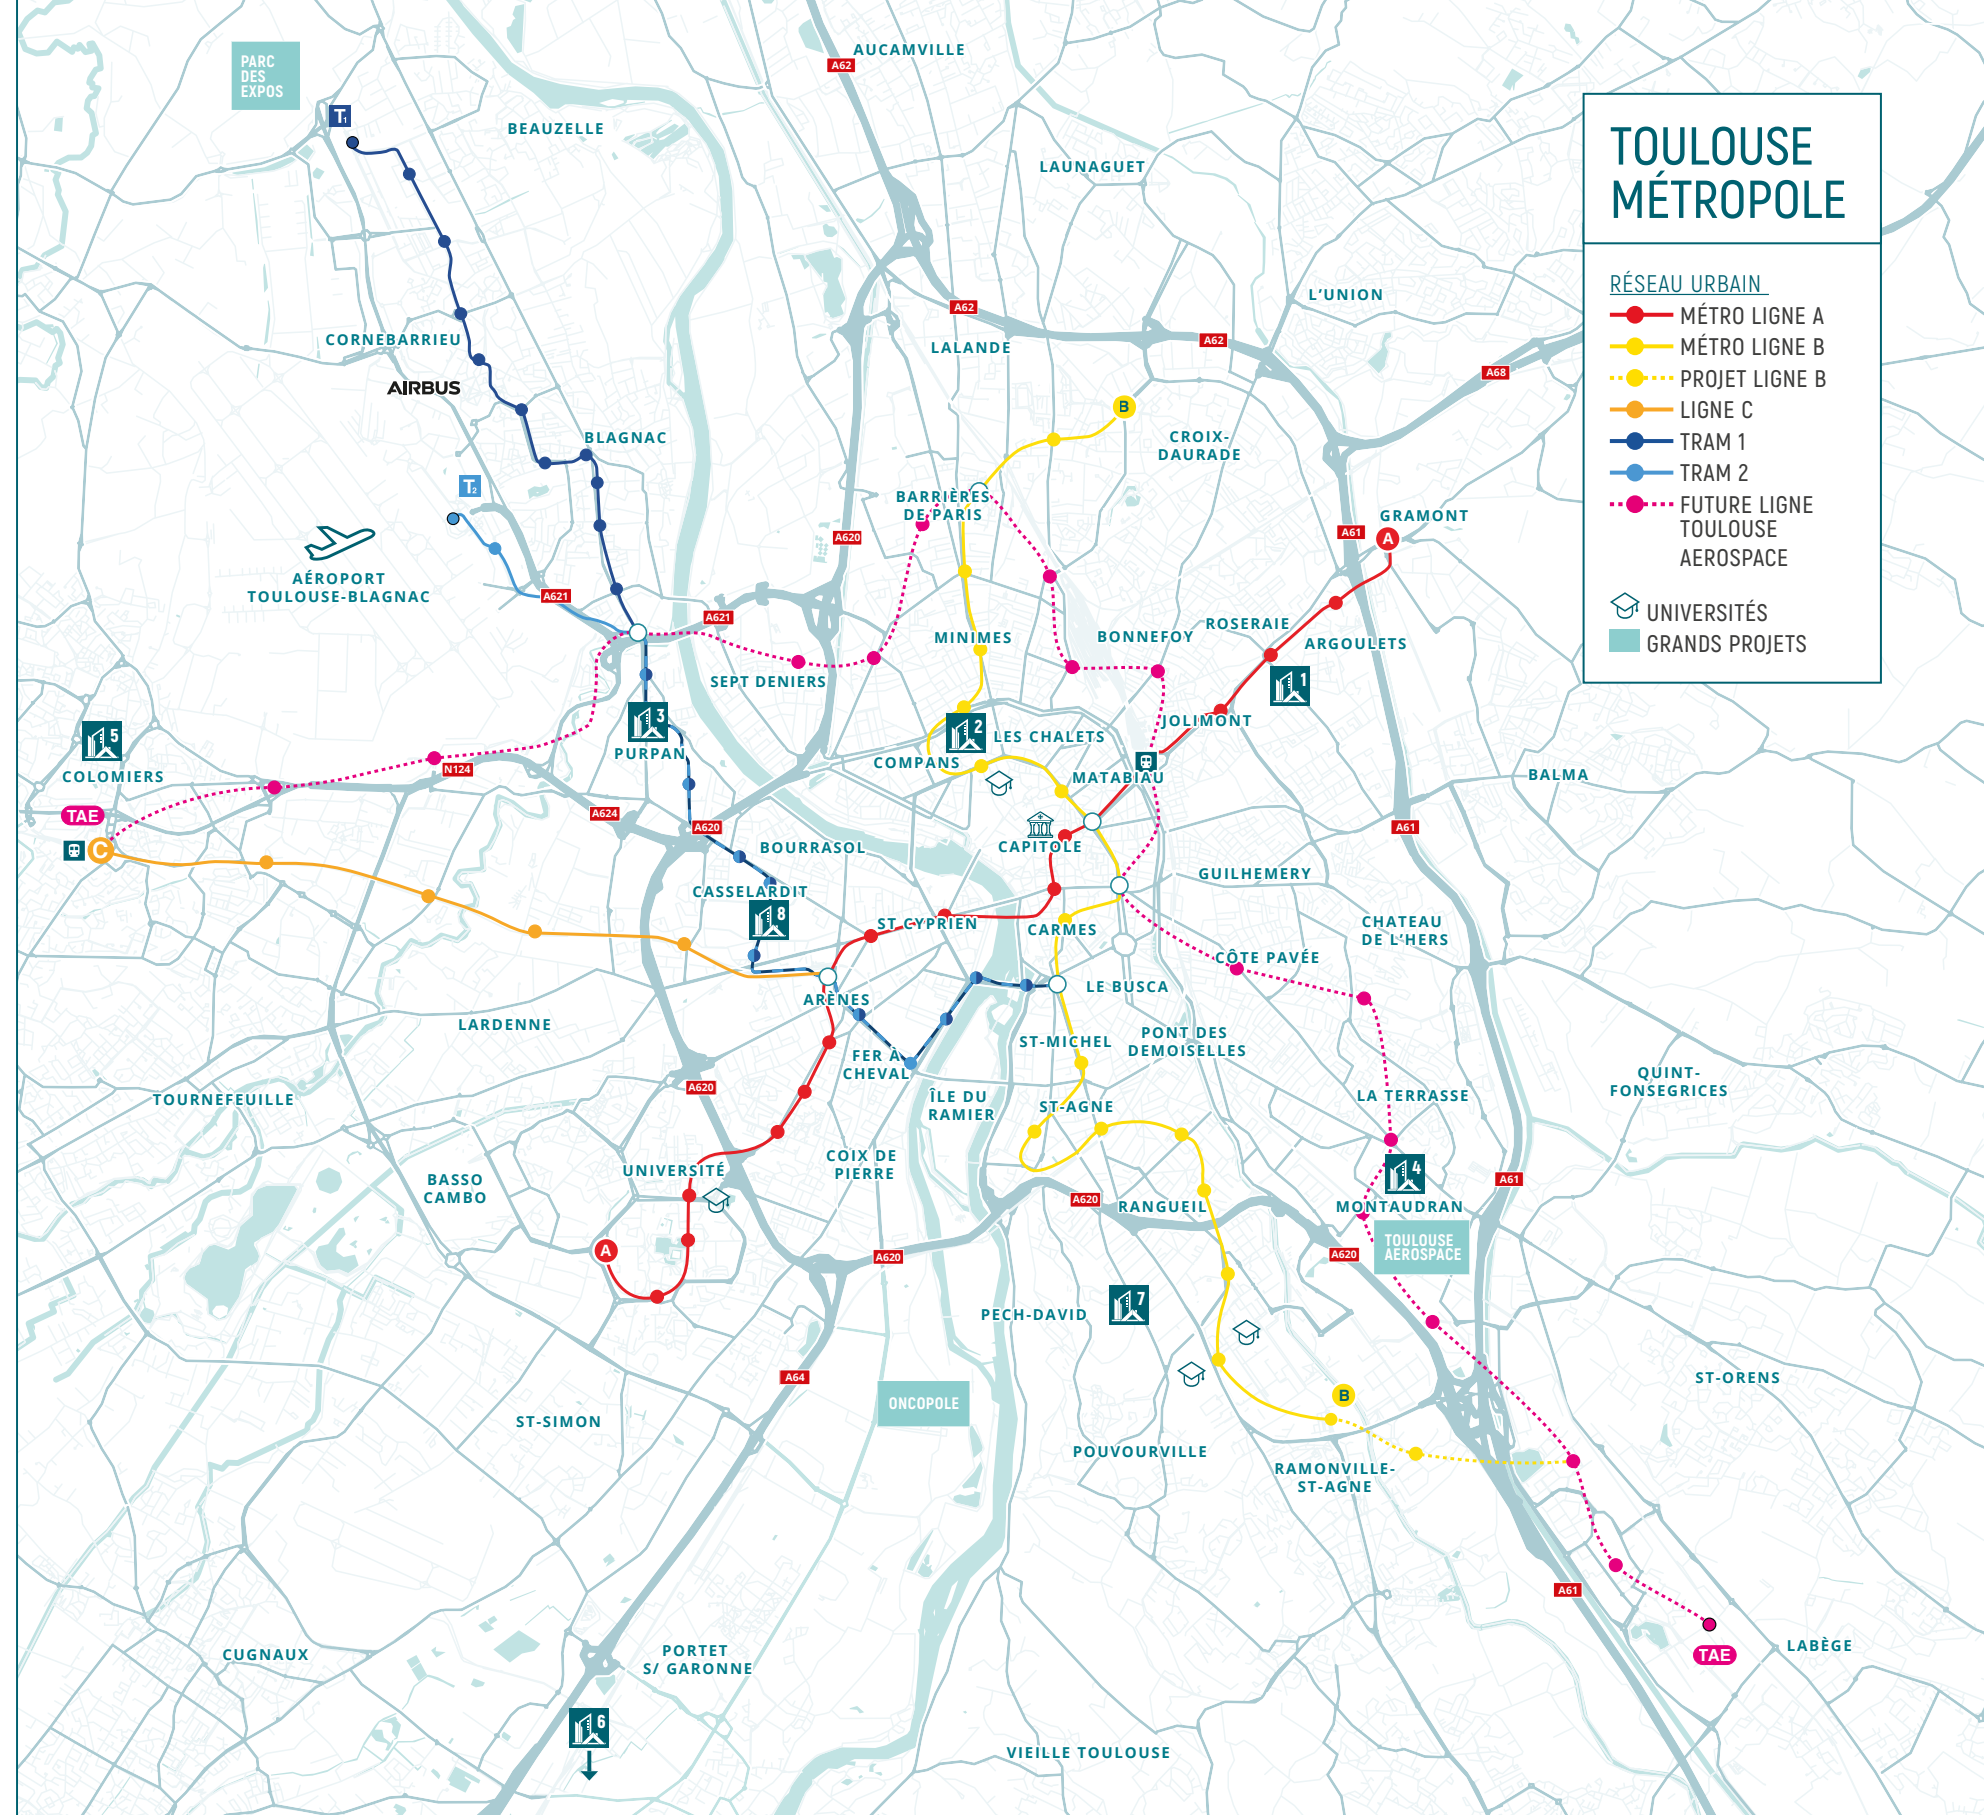 PARC
DES
EXPOS
T1
AUCAMVILLE
A62
BEAUZELLE
LAUNAGUET
TOULOUSE
MÉTROPOLE
RÉSEAU URBAIN
MÉTRO LIGNE A
MÉTRO LIGNE B
PROJET LIGNE B
LIGNE C
TRAM 1
TRAM 2
FUTURE LIGNE
TOULOUSE
AEROSPACE
UNIVERSITÉS
GRANDS PROJETS
L'UNION
A62
A62
LALANDE
A68
CORNEBARRIEU
AIRBUS
B
BLAGNAC
CROIX-
DAURADE
T2
BARRIÈRES
DE PARIS
GRAMONT
A61
A
A620
AÉROPORT
TOULOUSE-BLAGNAC
A621
A621
MINIMES
BONNEFOY
ROSERAIE
ARGOULETS
SEPT DENIERS
1
3
PURPAN
2
LES CHALETS
JOLIMONT
5
COLOMIERS
N124
COMPANS
MATABIAU
BALMA
TAE
C
A624
A620
A61
BOURRASOL
CAPITOLE
CASSELARDIT
8
GUILHEMERY
ST CYPRIEN
CARMES
CHATEAU
DE L'HERS
CÔTE PAVÉE
ARÈNES
LE BUSCA
LARDENNE
ST-MICHEL
PONT DES
DEMOISELLES
FER À
CHEVAL
A620
TOURNEFEUILLE
ÎLE DU
RAMIER
ST-AGNE
LA TERRASSE
QUINT-
FONSEGRICES
UNIVERSITÉ
COIX DE
PIERRE
BASSO
CAMBO
4
A61
A620
RANGUEIL
MONTAUDRAN
A
A620
A620
TOULOUSE
AEROSPACE
PECH-DAVID
7
A64
ONCOPOLE
B
ST-ORENS
ST-SIMON
POUVOURVILLE
RAMONVILLE-
ST-AGNE
A61
CUGNAUX
PORTET
S/ GARONNE
TAE
LABÈGE
6
VIEILLE TOULOUSE